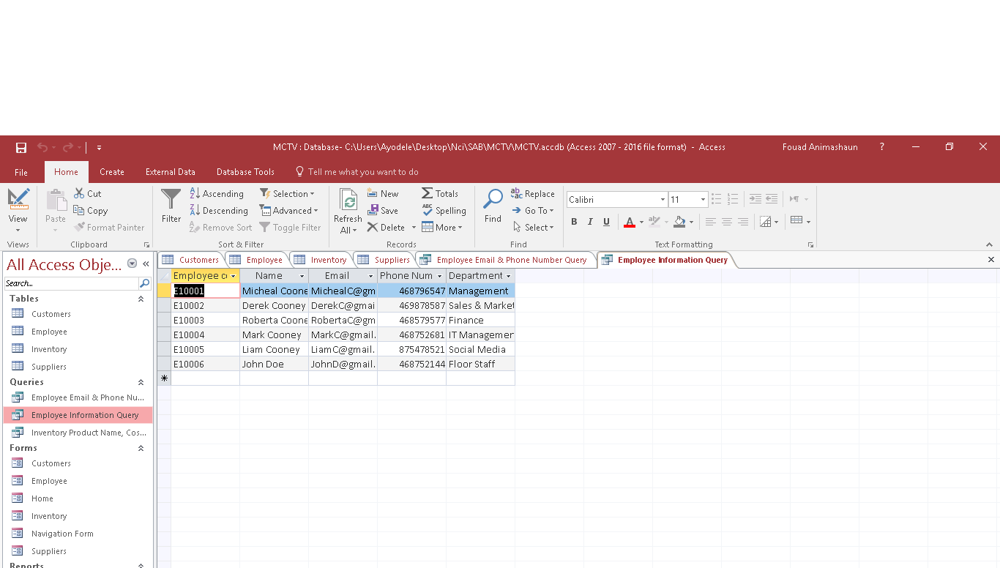 MCTV : Database- C:\Users\Ayodele\Desktop\Nci\SAB\MCTV\MCTV.accdb (Access 2007 - 2016 file format) - Access
Fouad Animashaun ?
File Home Create External Data Database Tools Tell me what you want to do
View
Views
Paste
Cut
Copy
Format Painter
Clipboard
Filter
Ascending
Descending
Remove Sort
Selection
Advanced
Toggle Filter
Sort & Filter
Refresh
All
New
Save
Delete
Totals
Spelling
More
Records
Find
Replace
Go To
Select
Find
Calibri 11
B I U A
Text Formatting
All Access Obje...
Search...
Tables
Customers
Employee
Inventory
Suppliers
Queries
Employee Email & Phone Nu...
Employee Information Query
Inventory Product Name, Cos...
Forms
Customers
Employee
Home
Inventory
Navigation Form
Suppliers
Reports
Customers Employee Inventory Suppliers Employee Email & Phone Number Query Employee Information Query
Employee c Name Email Phone Num Department
E10001 Micheal Coone MichealC@gm 468796547 Management
E10002 Derek Cooney DerekC@gmai 469878587 Sales & Market
E10003 Roberta Coone RobertaC@gm 468579577 Finance
E10004 Mark Cooney MarkC@gmail. 468752681 IT Managemer
E10005 Liam Cooney LiamC@gmail. 875478521 Social Media
E10006 John Doe JohnD@gmail. 468752144 Floor Staff